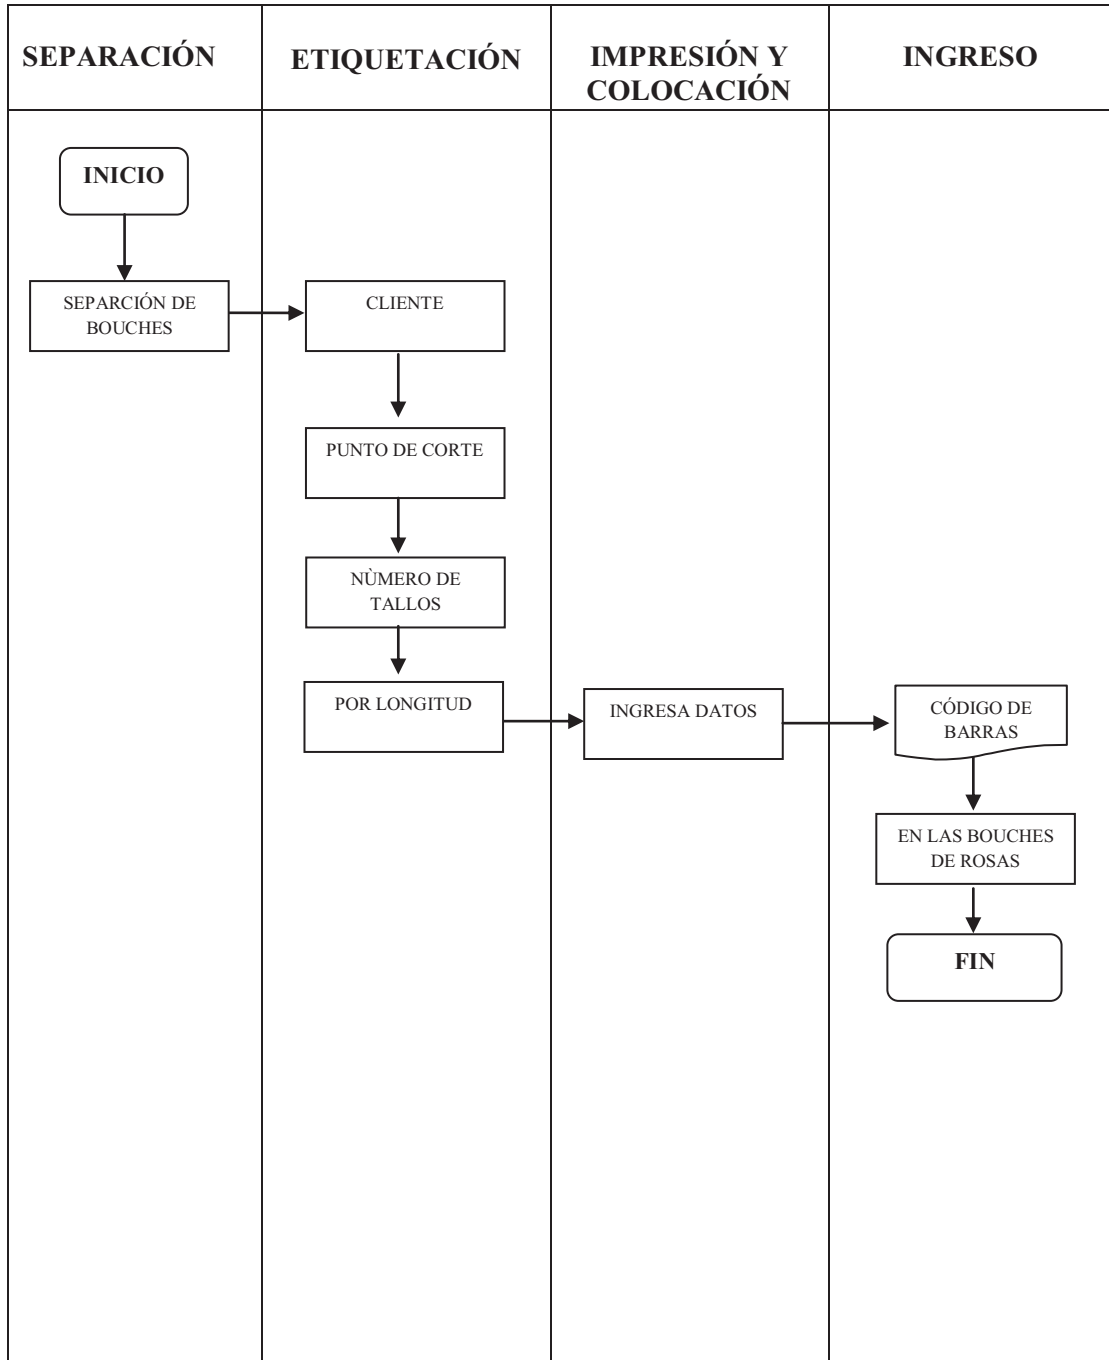 SEPARACIÓN
ETIQUETACIÓN
IMPRESIÓN Y
COLOCACIÓN
INGRESO
INICIO
SEPARCIÓN DE
BOUCHES
CLIENTE
PUNTO DE CORTE
NÙMERO DE
TALLOS
POR LONGITUD
INGRESA DATOS
CÓDIGO DE
BARRAS
EN LAS BOUCHES
DE ROSAS
FIN